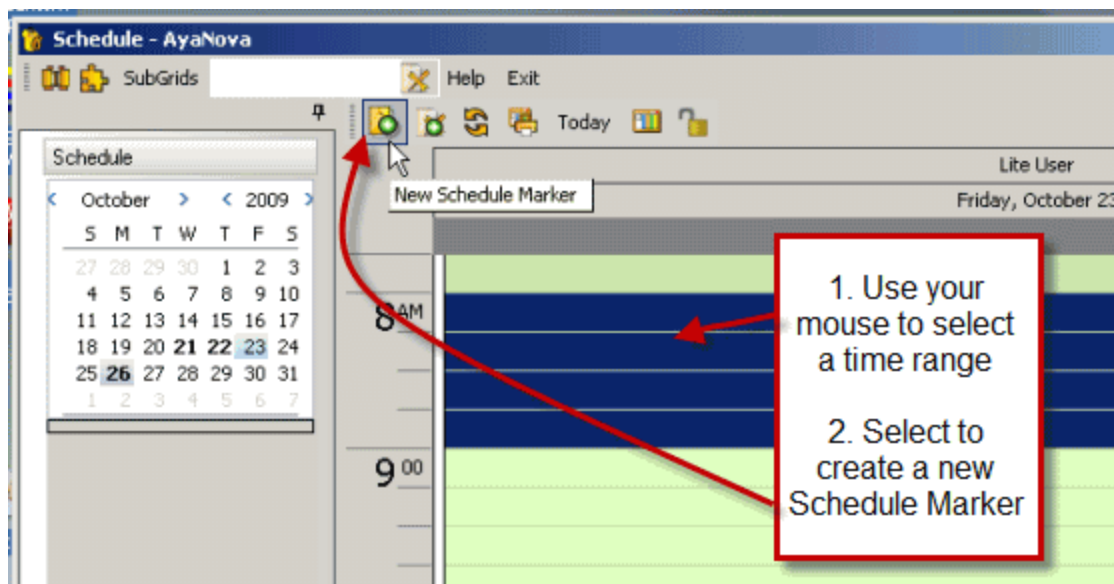 Schedule - AyaNova
SubGrids
Help Exit
Today
Schedule
New Schedule Marker
Lite User
Friday, October 23
October 2009
S M T W T F S
27 28 29 30 1 2 3
4 5 6 7 8 9 10
11 12 13 14 15 16 17
18 19 20 21 22 23 24
25 26 27 28 29 30 31
1 2 3 4 5 6 7
8 AM
9 00
1. Use your
mouse to select
a time range
2. Select to
create a new
Schedule Marker